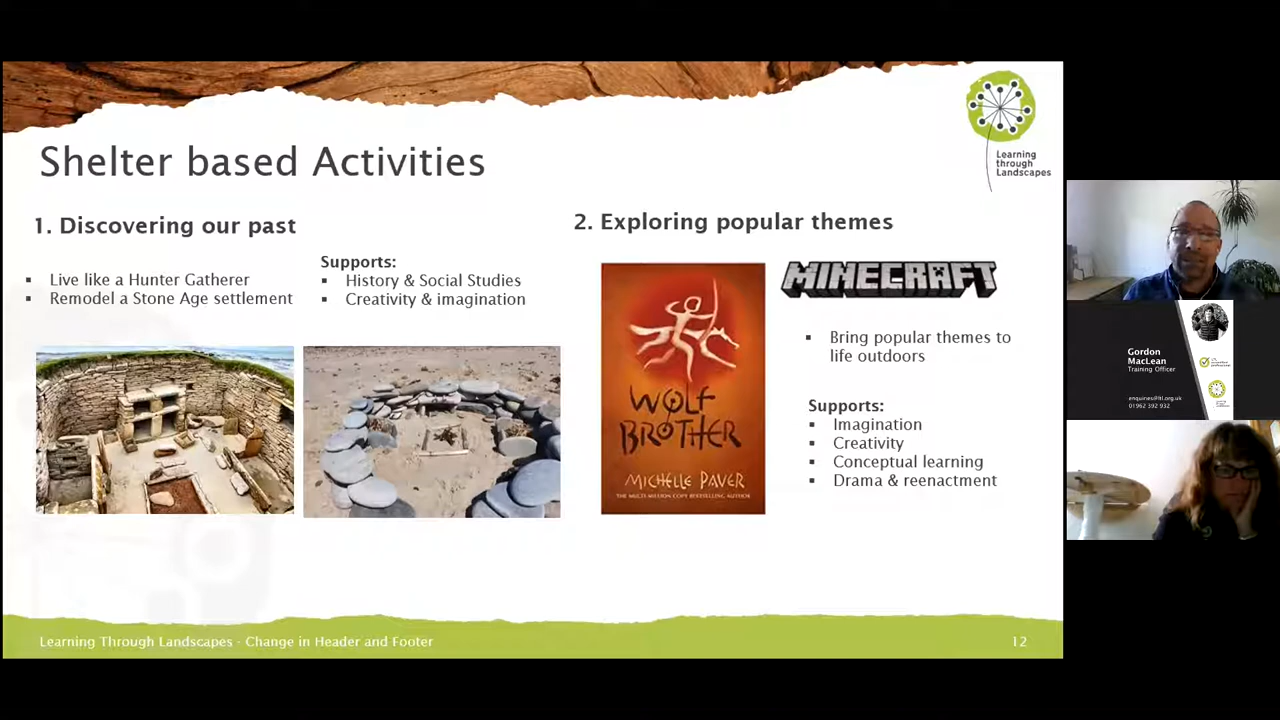 Shelter based Activities
Learning
through
Landscapes
1. Discovering our past
▪ Live like a Hunter Gatherer
▪ Remodel a Stone Age settlement
Supports:
▪ History & Social Studies
▪ Creativity & imagination
2. Exploring popular themes
WOLF
BROTHER
MICHELLE PAVER
THE MULTI-MILLION COPY BESTSELLING AUTHOR
MINECRAFT
▪ Bring popular themes to
life outdoors
Supports:
▪ Imagination
▪ Creativity
▪ Conceptual learning
▪ Drama & reenactment
Learning Through Landscapes - Change in Header and Footer
12
Gordon
MacLean
Training Officer
enquiries@ltl.org.uk
01962 392 932